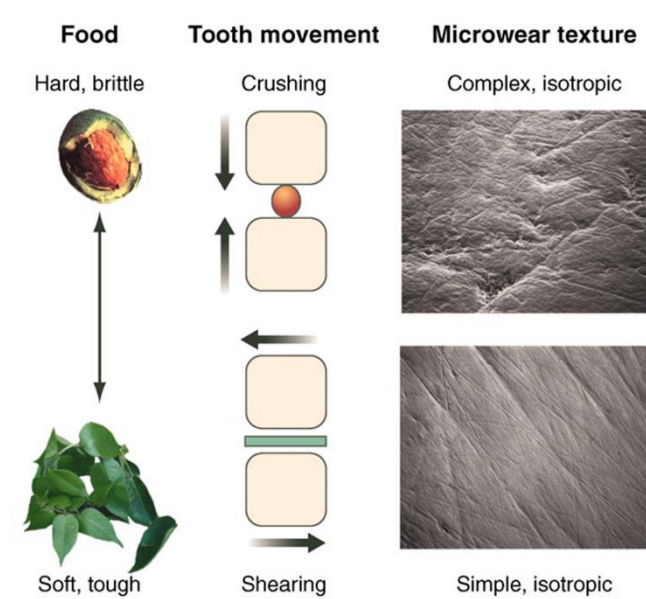 Food Tooth movement Microwear texture
Hard, brittle Crushing Complex, isotropic
Soft, tough Shearing Simple, isotropic